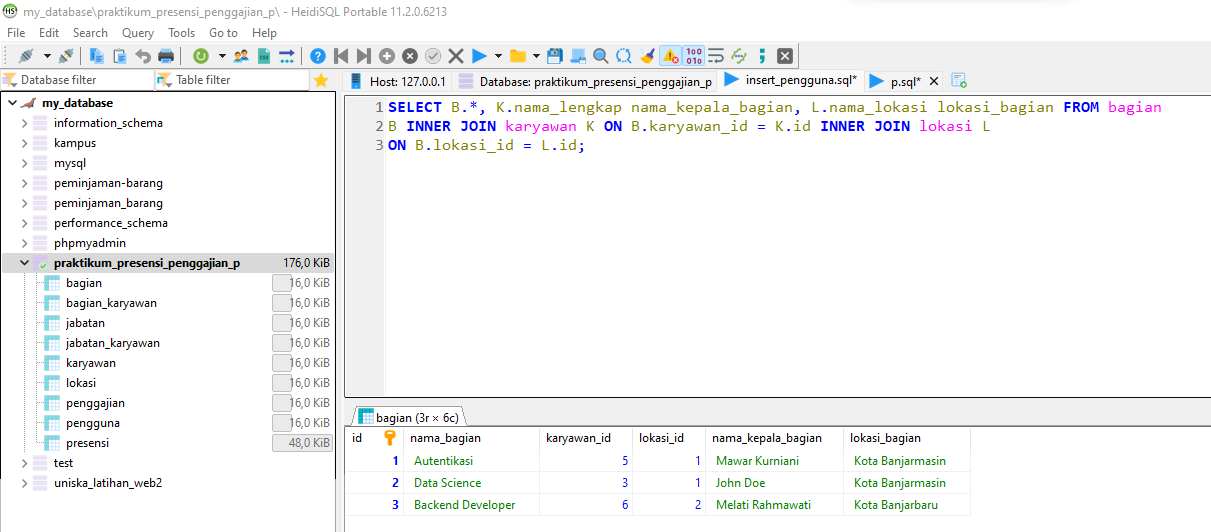 my_database\praktikum_presensi_penggajian_p\ - HeidiSQL Portable 11.2.0.6213
File Edit Search Query Tools Go to Help
Database filter Table filter Host: 127.0.0.1 Database: praktikum_presensi_penggajian_p insert_pengguna.sql* p.sql*
my_database
information_schema
kampus
mysql
peminjaman-barang
peminjaman_barang
performance_schema
phpmyadmin
praktikum_presensi_penggajian_p 176,0 KiB
bagian 16,0 KiB
bagian_karyawan 16,0 KiB
jabatan 16,0 KiB
jabatan_karyawan 16,0 KiB
karyawan 16,0 KiB
lokasi 16,0 KiB
penggajian 16,0 KiB
pengguna 16,0 KiB
presensi 48,0 KiB
test
uniska_latihan_web2
1 SELECT B.*, K.nama_lengkap nama_kepala_bagian, L.nama_lokasi lokasi_bagian FROM bagian
2 B INNER JOIN karyawan K ON B.karyawan_id = K.id INNER JOIN lokasi L
3 ON B.lokasi_id = L.id;
bagian (3r × 6c)
id nama_bagian karyawan_id lokasi_id nama_kepala_bagian lokasi_bagian
1 Autentikasi 5 1 Mawar Kurniani Kota Banjarmasin
2 Data Science 3 1 John Doe Kota Banjarmasin
3 Backend Developer 6 2 Melati Rahmawati Kota Banjarbaru